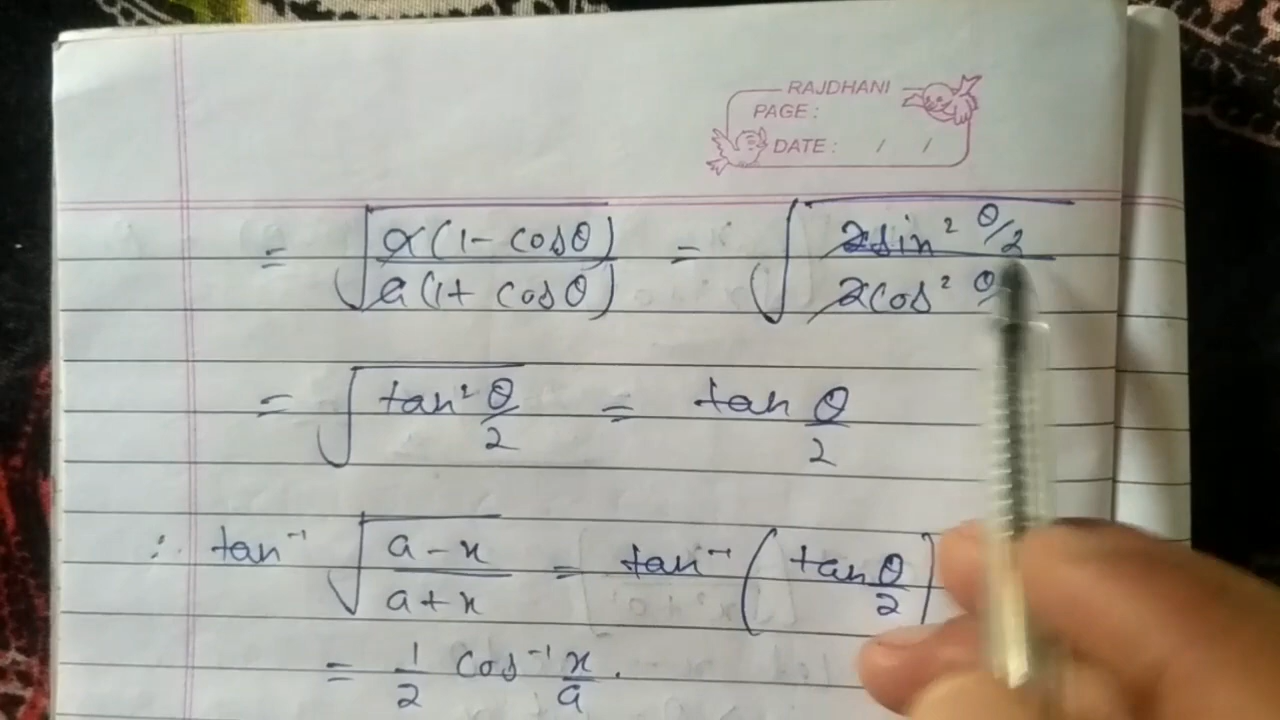 RAJDHANI
PAGE :
DATE : / /
= √(a(1 - cosθ) / a(1 + cosθ)) = √(2sin² θ/2 / 2cos² θ/
= √(tan² θ/2) = tan θ/2
∴ tan⁻¹ √(a - x / a + x) = tan⁻¹ (tan θ/2)
= 1/2 cos⁻¹ x/a .